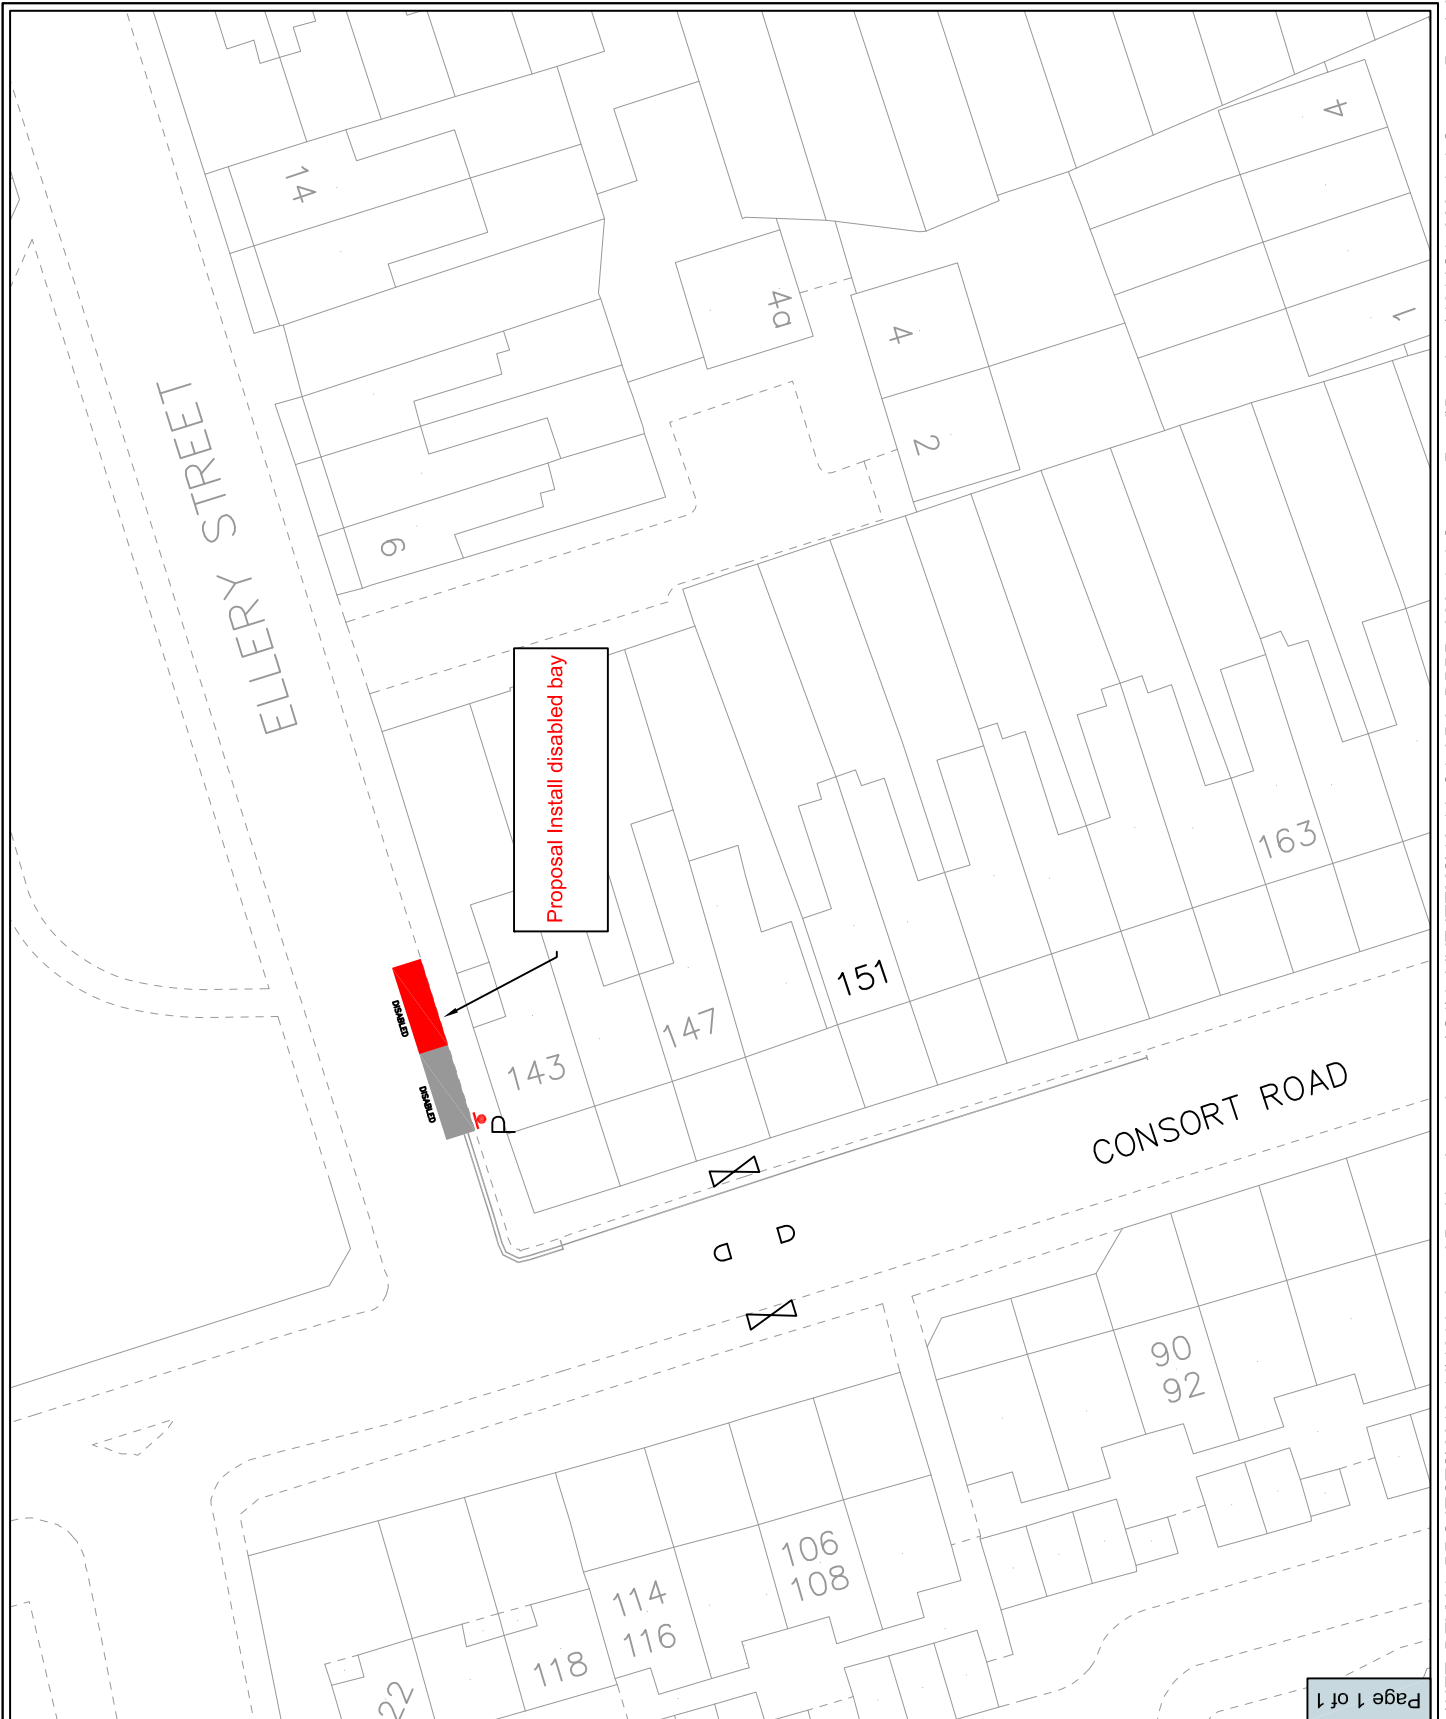 14
4
4a
4
1
2
6
ELLERY STREET
Proposal Install disabled bay
163
151
147
143
DISABLED
DISABLED
P
CONSORT ROAD
D
D
90
92
106
108
114
116
118
22
Page 1 of 1